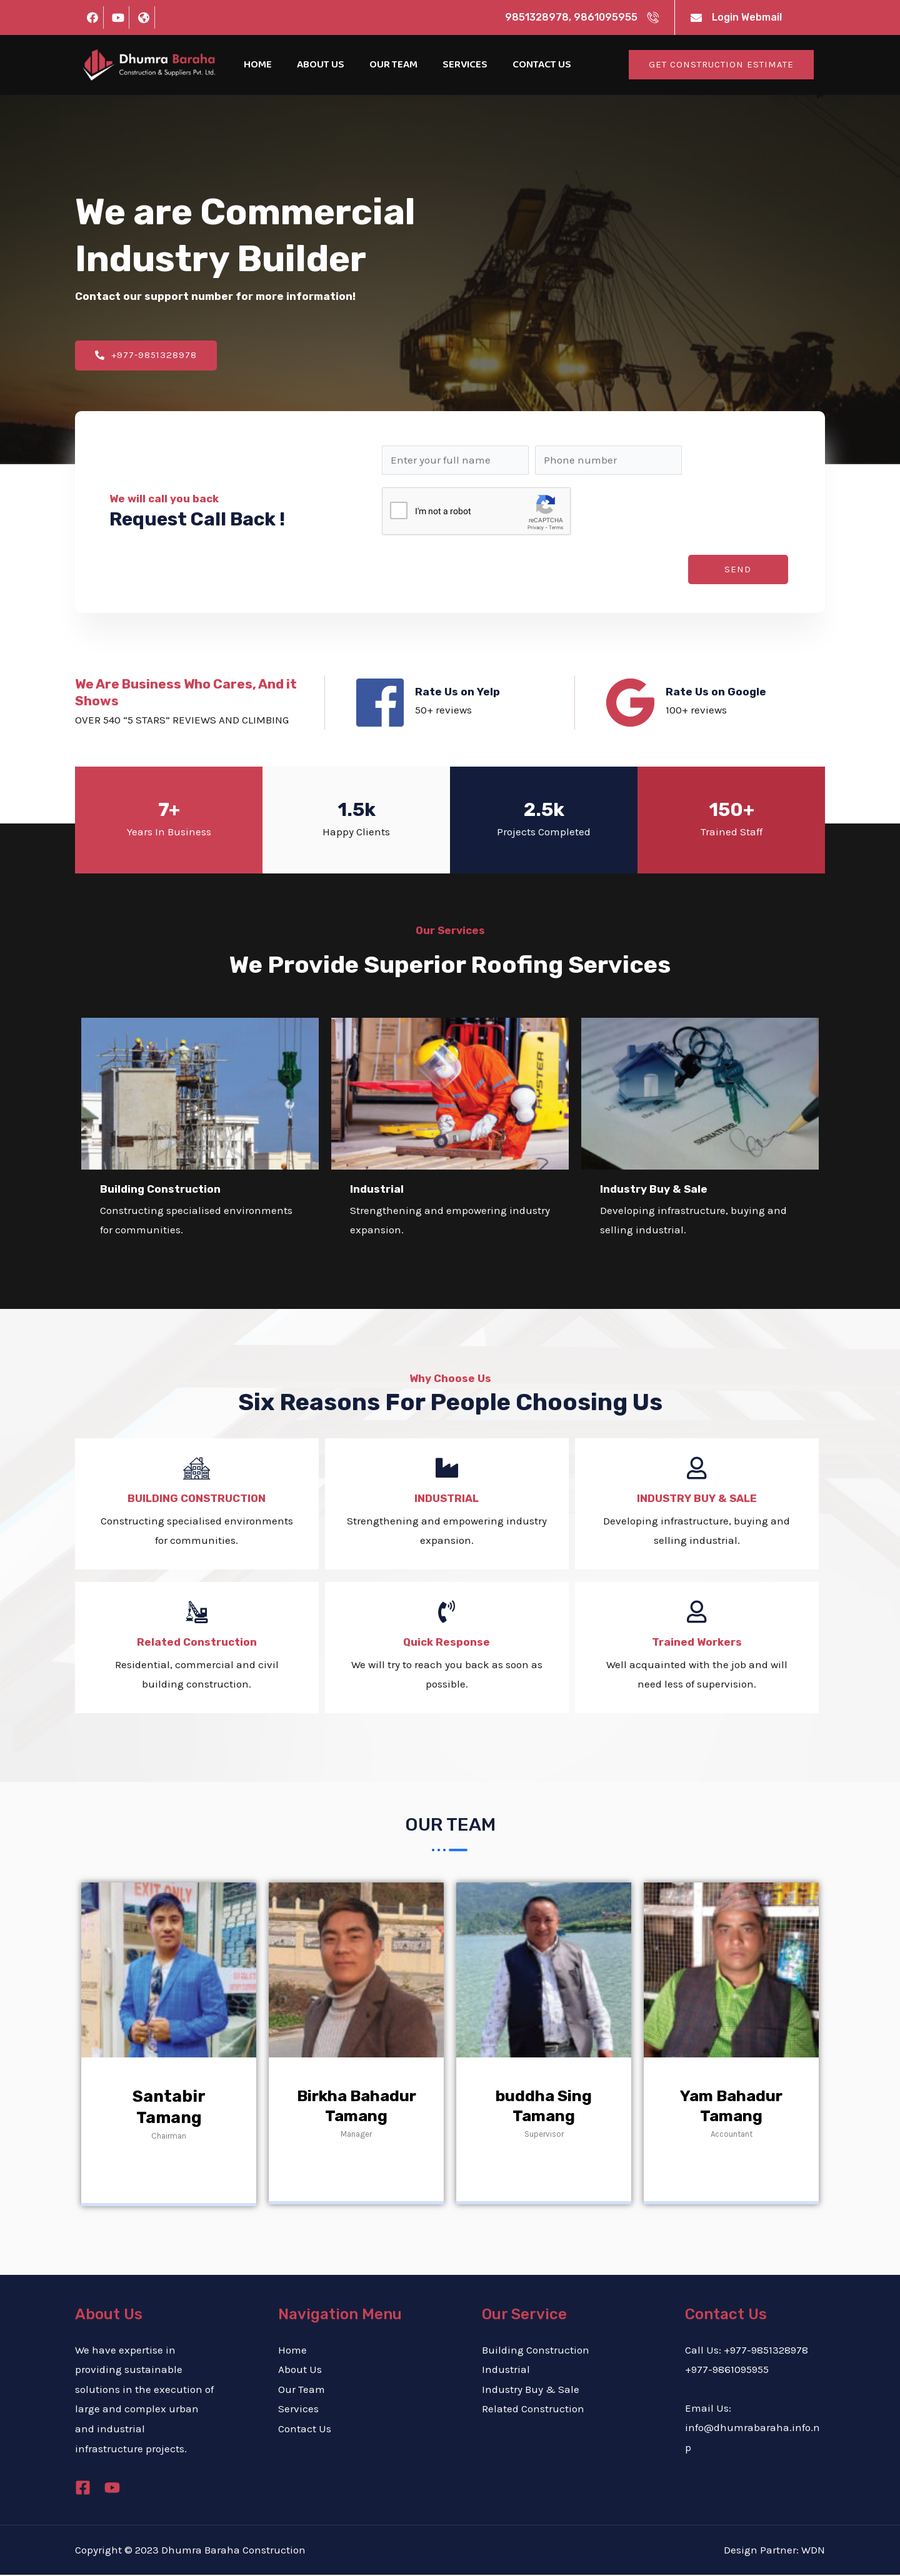 9851328978, 9861095955
Login Webmail
Dhumra Baraha
Construction & Suppliers Pvt. Ltd.
HOME
ABOUT US
OUR TEAM
SERVICES
CONTACT US
GET CONSTRUCTION ESTIMATE
We are Commercial
Industry Builder
Contact our support number for more information!
+977-9851328978
Enter your full name
Phone number
We will call you back
Request Call Back !
I'm not a robot
reCAPTCHA
Privacy - Terms
SEND
We Are Business Who Cares, And it
Shows
OVER 540 “5 STARS” REVIEWS AND CLIMBING
Rate Us on Yelp
50+ reviews
Rate Us on Google
100+ reviews
7+
Years In Business
1.5k
Happy Clients
2.5k
Projects Completed
150+
Trained Staff
Our Services
We Provide Superior Roofing Services
HYSTER
SIGNATURE
Building Construction
Constructing specialised environments
for communities.
Industrial
Strengthening and empowering industry
expansion.
Industry Buy & Sale
Developing infrastructure, buying and
selling industrial.
Why Choose Us
Six Reasons For People Choosing Us
BUILDING CONSTRUCTION
Constructing specialised environments
for communities.
INDUSTRIAL
Strengthening and empowering industry
expansion.
INDUSTRY BUY & SALE
Developing infrastructure, buying and
selling industrial.
Related Construction
Residential, commercial and civil
building construction.
Quick Response
We will try to reach you back as soon as
possible.
Trained Workers
Well acquainted with the job and will
need less of supervision.
OUR TEAM
EXIT ONLY
Santabir
Tamang
Chairman
Birkha Bahadur
Tamang
Manager
buddha Sing
Tamang
Supervisor
Yam Bahadur
Tamang
Accountant
About Us
We have expertise in
providing sustainable
solutions in the execution of
large and complex urban
and industrial
infrastructure projects.
Navigation Menu
Home
About Us
Our Team
Services
Contact Us
Our Service
Building Construction
Industrial
Industry Buy & Sale
Related Construction
Contact Us
Call Us: +977-9851328978
+977-9861095955
Email Us:
info@dhumrabaraha.info.n
p
Copyright © 2023 Dhumra Baraha Construction
Design Partner: WDN